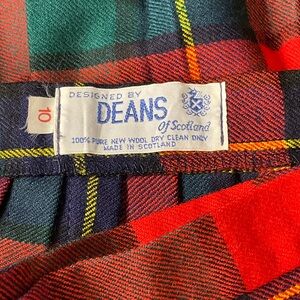 DESIGNED BY
DEANS
of Scotland
100% PURE NEW WOOL DRY CLEAN ONLY
MADE IN SCOTLAND
10